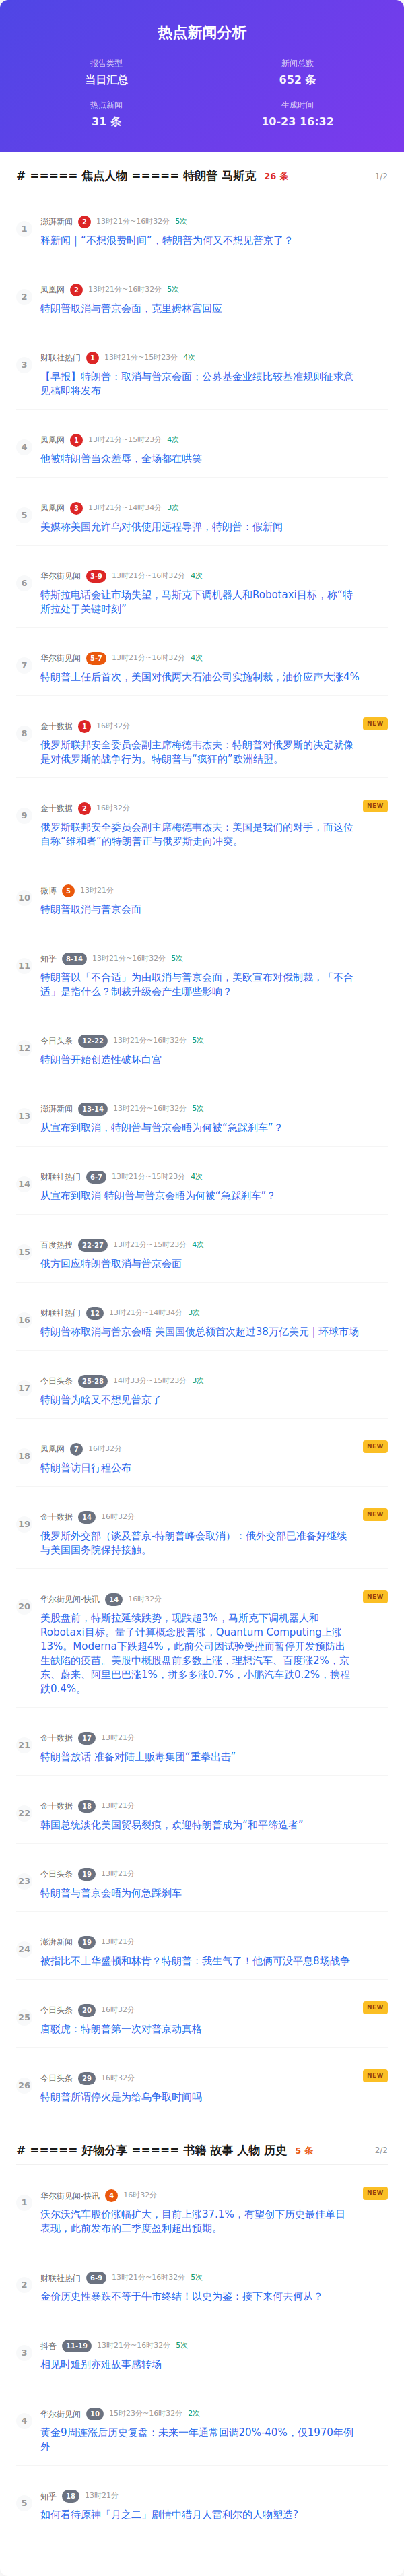 热点新闻分析
报告类型
当日汇总
新闻总数
652 条
热点新闻
31 条
生成时间
10-23 16:32
# ===== 焦点人物 ===== 特朗普 马斯克 26 条 1/2
1
澎湃新闻 2 13时21分~16时32分 5次
释新闻｜“不想浪费时间”，特朗普为何又不想见普京了？
2
凤凰网 2 13时21分~16时32分 5次
特朗普取消与普京会面，克里姆林宫回应
3
财联社热门 1 13时21分~15时23分 4次
【早报】特朗普：取消与普京会面；公募基金业绩比较基准规则征求意
见稿即将发布
4
凤凰网 1 13时21分~15时23分 4次
他被特朗普当众羞辱，全场都在哄笑
5
凤凰网 3 13时21分~14时34分 3次
美媒称美国允许乌对俄使用远程导弹，特朗普：假新闻
6
华尔街见闻 3-9 13时21分~16时32分 4次
特斯拉电话会让市场失望，马斯克下调机器人和Robotaxi目标，称“特
斯拉处于关键时刻”
7
华尔街见闻 5-7 13时21分~16时32分 4次
特朗普上任后首次，美国对俄两大石油公司实施制裁，油价应声大涨4%
8
金十数据 1 16时32分 NEW
俄罗斯联邦安全委员会副主席梅德韦杰夫：特朗普对俄罗斯的决定就像
是对俄罗斯的战争行为。特朗普与“疯狂的”欧洲结盟。
9
金十数据 2 16时32分 NEW
俄罗斯联邦安全委员会副主席梅德韦杰夫：美国是我们的对手，而这位
自称“维和者”的特朗普正与俄罗斯走向冲突。
10
微博 5 13时21分
特朗普取消与普京会面
11
知乎 8-14 13时21分~16时32分 5次
特朗普以「不合适」为由取消与普京会面，美欧宣布对俄制裁，「不合
适」是指什么？制裁升级会产生哪些影响？
12
今日头条 12-22 13时21分~16时32分 5次
特朗普开始创造性破坏白宫
13
澎湃新闻 13-14 13时21分~16时32分 5次
从宣布到取消，特朗普与普京会晤为何被“急踩刹车”？
14
财联社热门 6-7 13时21分~15时23分 4次
从宣布到取消 特朗普与普京会晤为何被“急踩刹车”？
15
百度热搜 22-27 13时21分~15时23分 4次
俄方回应特朗普取消与普京会面
16
财联社热门 12 13时21分~14时34分 3次
特朗普称取消与普京会晤 美国国债总额首次超过38万亿美元 | 环球市场
17
今日头条 25-28 14时33分~15时23分 3次
特朗普为啥又不想见普京了
18
凤凰网 7 16时32分 NEW
特朗普访日行程公布
19
金十数据 14 16时32分 NEW
俄罗斯外交部（谈及普京-特朗普峰会取消）：俄外交部已准备好继续
与美国国务院保持接触。
20
华尔街见闻-快讯 14 16时32分 NEW
美股盘前，特斯拉延续跌势，现跌超3%，马斯克下调机器人和
Robotaxi目标。量子计算概念股普涨，Quantum Computing上涨
13%。Moderna下跌超4%，此前公司因试验受挫而暂停开发预防出
生缺陷的疫苗。美股中概股盘前多数上涨，理想汽车、百度涨2%，京
东、蔚来、阿里巴巴涨1%，拼多多涨0.7%，小鹏汽车跌0.2%，携程
跌0.4%。
21
金十数据 17 13时21分
特朗普放话 准备对陆上贩毒集团“重拳出击”
22
金十数据 18 13时21分
韩国总统淡化美国贸易裂痕，欢迎特朗普成为“和平缔造者”
23
今日头条 19 13时21分
特朗普与普京会晤为何急踩刹车
24
澎湃新闻 19 13时21分
被指比不上华盛顿和林肯？特朗普：我生气了！他俩可没平息8场战争
25
今日头条 20 16时32分 NEW
唐驳虎：特朗普第一次对普京动真格
26
今日头条 29 16时32分 NEW
特朗普所谓停火是为给乌争取时间吗
# ===== 好物分享 ===== 书籍 故事 人物 历史 5 条 2/2
1
华尔街见闻-快讯 4 16时32分 NEW
沃尔沃汽车股价涨幅扩大，目前上涨37.1%，有望创下历史最佳单日
表现，此前发布的三季度盈利超出预期。
2
财联社热门 6-9 13时21分~16时32分 5次
金价历史性暴跌不等于牛市终结！以史为鉴：接下来何去何从？
3
抖音 11-19 13时21分~16时32分 5次
相见时难别亦难故事感转场
4
华尔街见闻 10 15时23分~16时32分 2次
黄金9周连涨后历史复盘：未来一年通常回调20%-40%，仅1970年例
外
5
知乎 18 13时21分
如何看待原神「月之二」剧情中猎月人雷利尔的人物塑造?